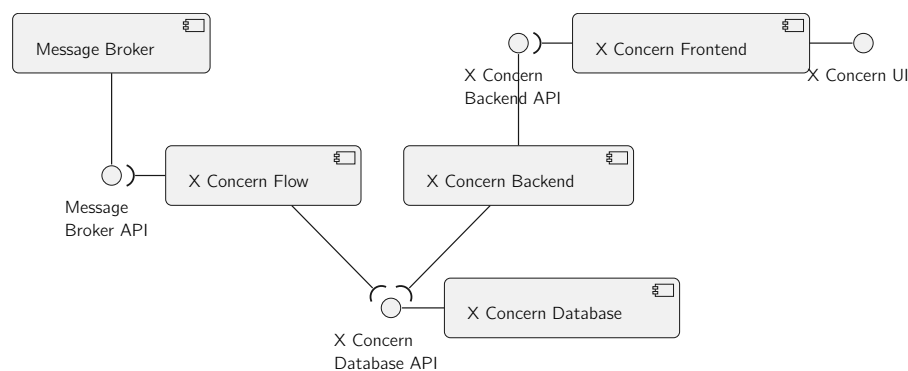 Message Broker
X Concern Frontend
X Concern
Backend API
X Concern UI
X Concern Flow
X Concern Backend
Message
Broker API
X Concern Database
X Concern
Database API